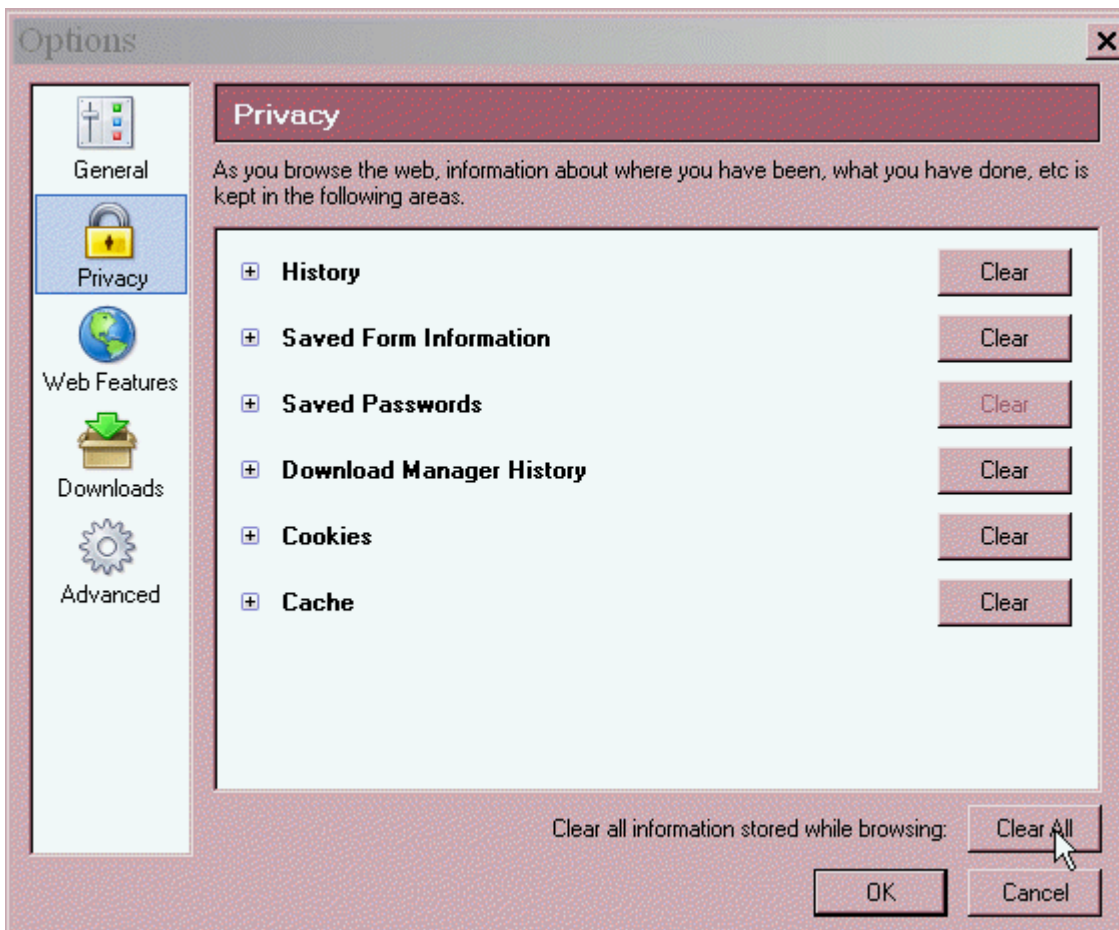 Options
General
Privacy
Web Features
Downloads
Advanced
Privacy
As you browse the web, information about where you have been, what you have done, etc is
kept in the following areas.
History Clear
Saved Form Information Clear
Saved Passwords Clear
Download Manager History Clear
Cookies Clear
Cache Clear
Clear all information stored while browsing: Clear All
OK Cancel